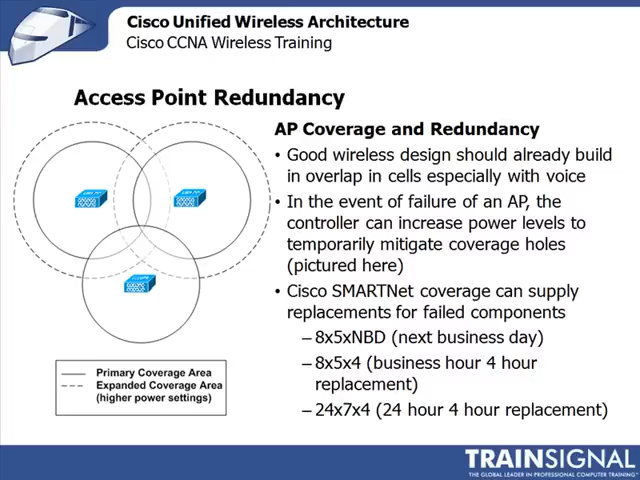 Cisco Unified Wireless Architecture
Cisco CCNA Wireless Training
Access Point Redundancy
AP Coverage and Redundancy
• Good wireless design should already build
in overlap in cells especially with voice
• In the event of failure of an AP, the
controller can increase power levels to
temporarily mitigate coverage holes
(pictured here)
• Cisco SMARTNet coverage can supply
replacements for failed components
– 8x5xNBD (next business day)
– 8x5x4 (business hour 4 hour
replacement)
– 24x7x4 (24 hour 4 hour replacement)
Primary Coverage Area
Expanded Coverage Area
(higher power settings)
TRAINSIGNAL
THE GLOBAL LEADER IN PROFESSIONAL COMPUTER TRAINING